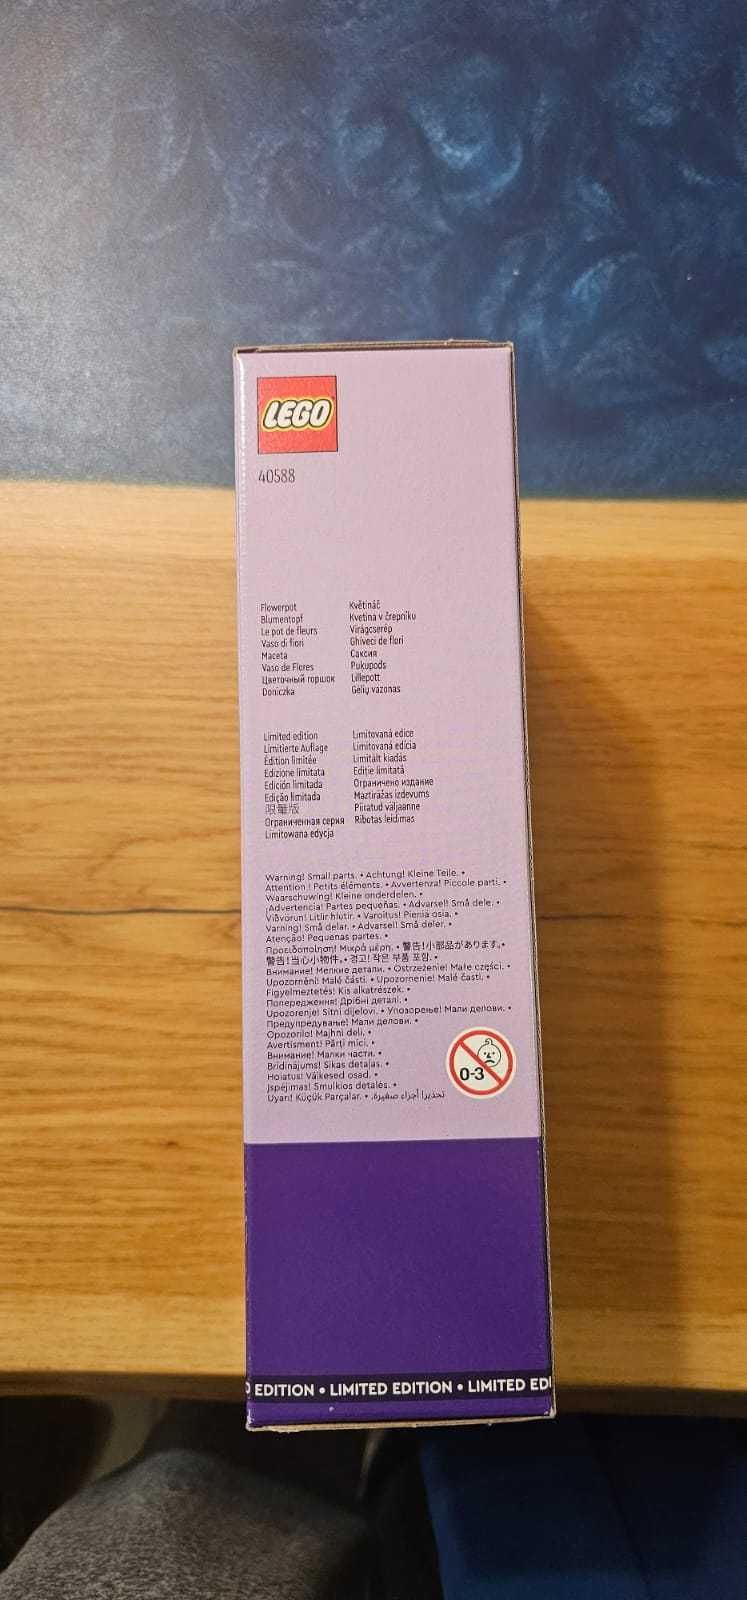 LEGO
40588
Flowerpot
Blumentopf
Le pot de fleurs
Vaso di fiori
Maceta
Vaso de Flores
Цветочный горшок
Doniczka
Květináč
Kvetina v črepníku
Virágcserép
Ghiveci de flori
Саксия
Puķupods
Lillepott
Gėlių vazonas
Limited edition
Limitierte Auflage
Édition limitée
Edizione limitata
Edición limitada
Edição limitada
限量版
Ограниченная серия
Limitowana edycja
Limitovaná edice
Limitovaná edícia
Limitált kiadás
Ediție limitată
Ограничено издание
Maztirāžas izdevums
Piiratud väljaanne
Ribotas leidimas
Warning! Small parts. • Achtung! Kleine Teile. •
Attention ! Petits éléments. • Avvertenza! Piccole parti. •
Waarschuwing! Kleine onderdelen. •
¡Advertencia! Partes pequeñas. • Advarsel! Små dele. •
Viðvörun! Litlir hlutir. • Varoitus! Pieniä osia. •
Varning! Små delar. • Advarsel! Små deler. •
Atenção! Pequenas partes. •
Προειδοποίηση! Μικρά μέρη. • 警告!小部品があります。•
警告!当心小物件。• 경고! 작은 부품 포함. •
Внимание! Мелкие детали. • Ostrzeżenie! Małe części. •
Upozornění! Malé části. • Upozornenie! Malé časti. •
Figyelmeztetés! Kis alkatrészek. •
Попередження! Дрібні деталі. •
Upozorenje! Sitni dijelovi. • Упозорење! Мали делови. •
Предупредување! Мали делови. •
Opozorilo! Majhni deli. •
Avertisment! Părți mici. •
Внимание! Малки части. •
Brīdinājums! Sīkas detaļas. •
Hoiatus! Väikesed osad. •
Įspėjimas! Smulkios detalės. •
Uyarı! Küçük Parçalar. • تحذير! أجزاء صغيرة.
0-3
EDITION • LIMITED EDITION • LIMITED EDI